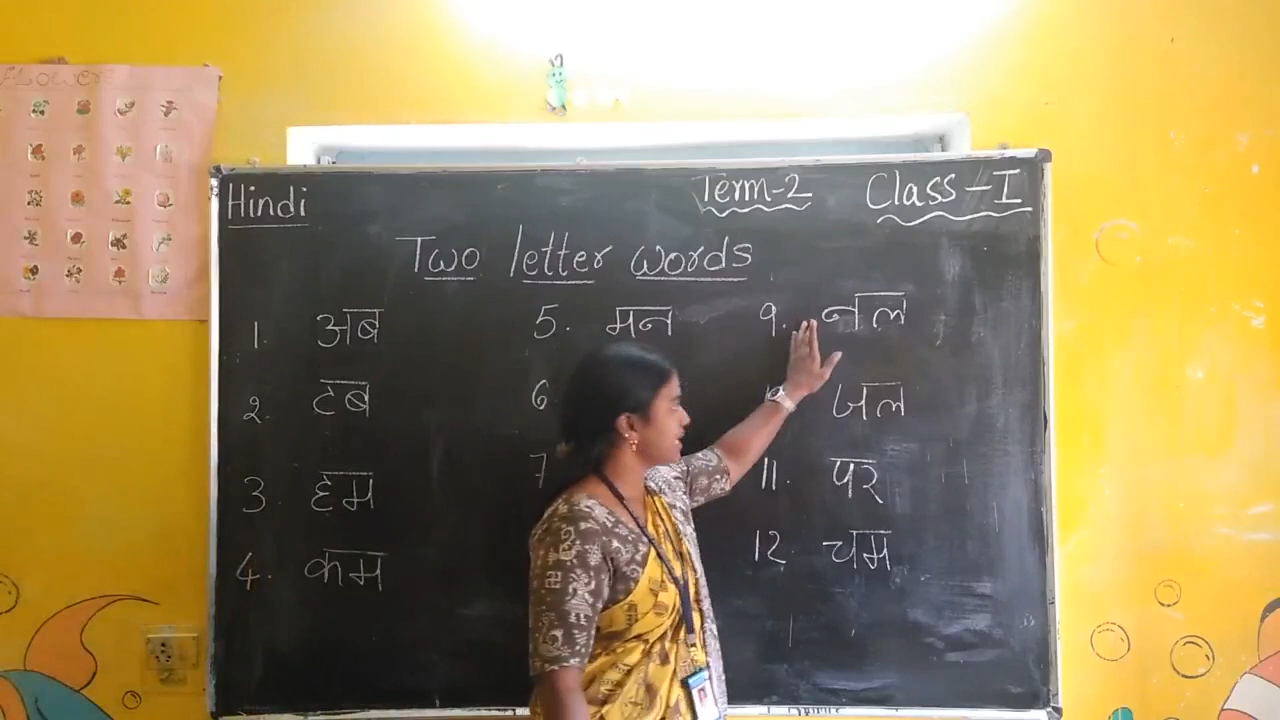 Flowers
Hindi Term-2 Class-I
Two letter words
1. अब 5. मन 9. नल
2. टब 6. जल
3. हम 7 11. पर
4. कम 12. चम